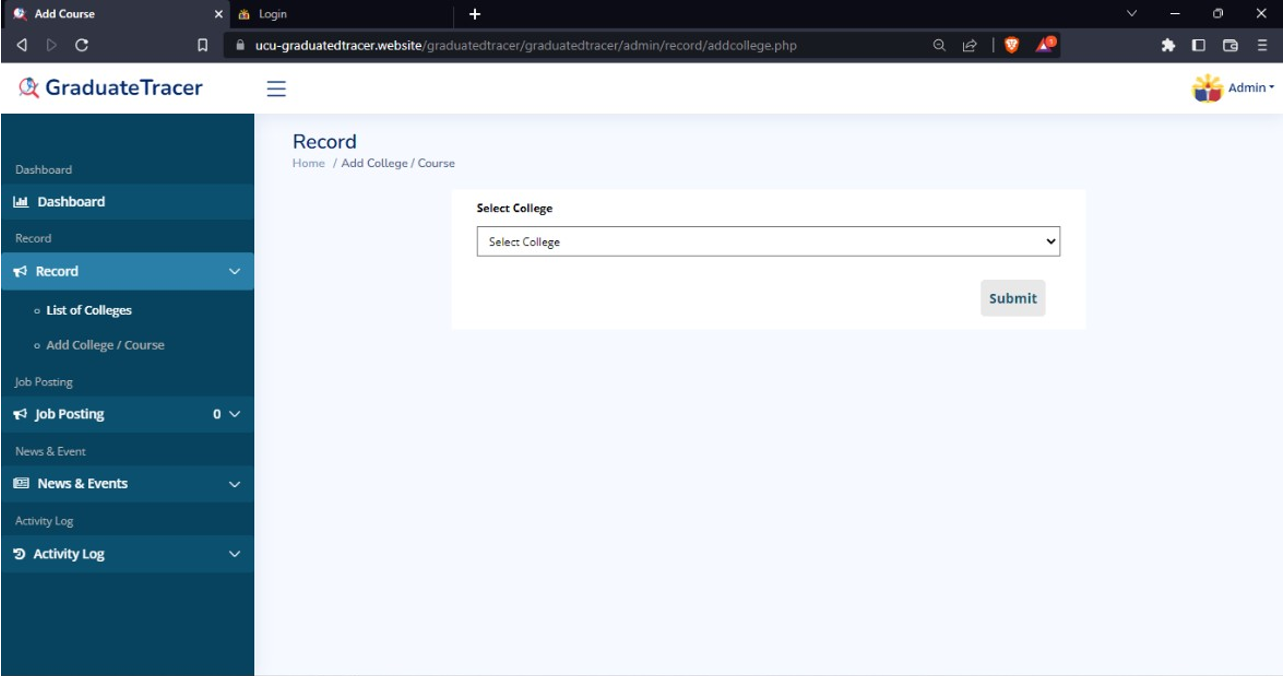 Add Course
Login
ucu-graduatedtracer.website/graduatedtracer/graduatedtracer/admin/record/addcollege.php
1
GraduateTracer
Admin
Dashboard
Dashboard
Record
Record
List of Colleges
Add College / Course
Job Posting
Job Posting 0
News & Event
News & Events
Activity Log
Activity Log
Record
Home / Add College / Course
Select College
Select College
Submit